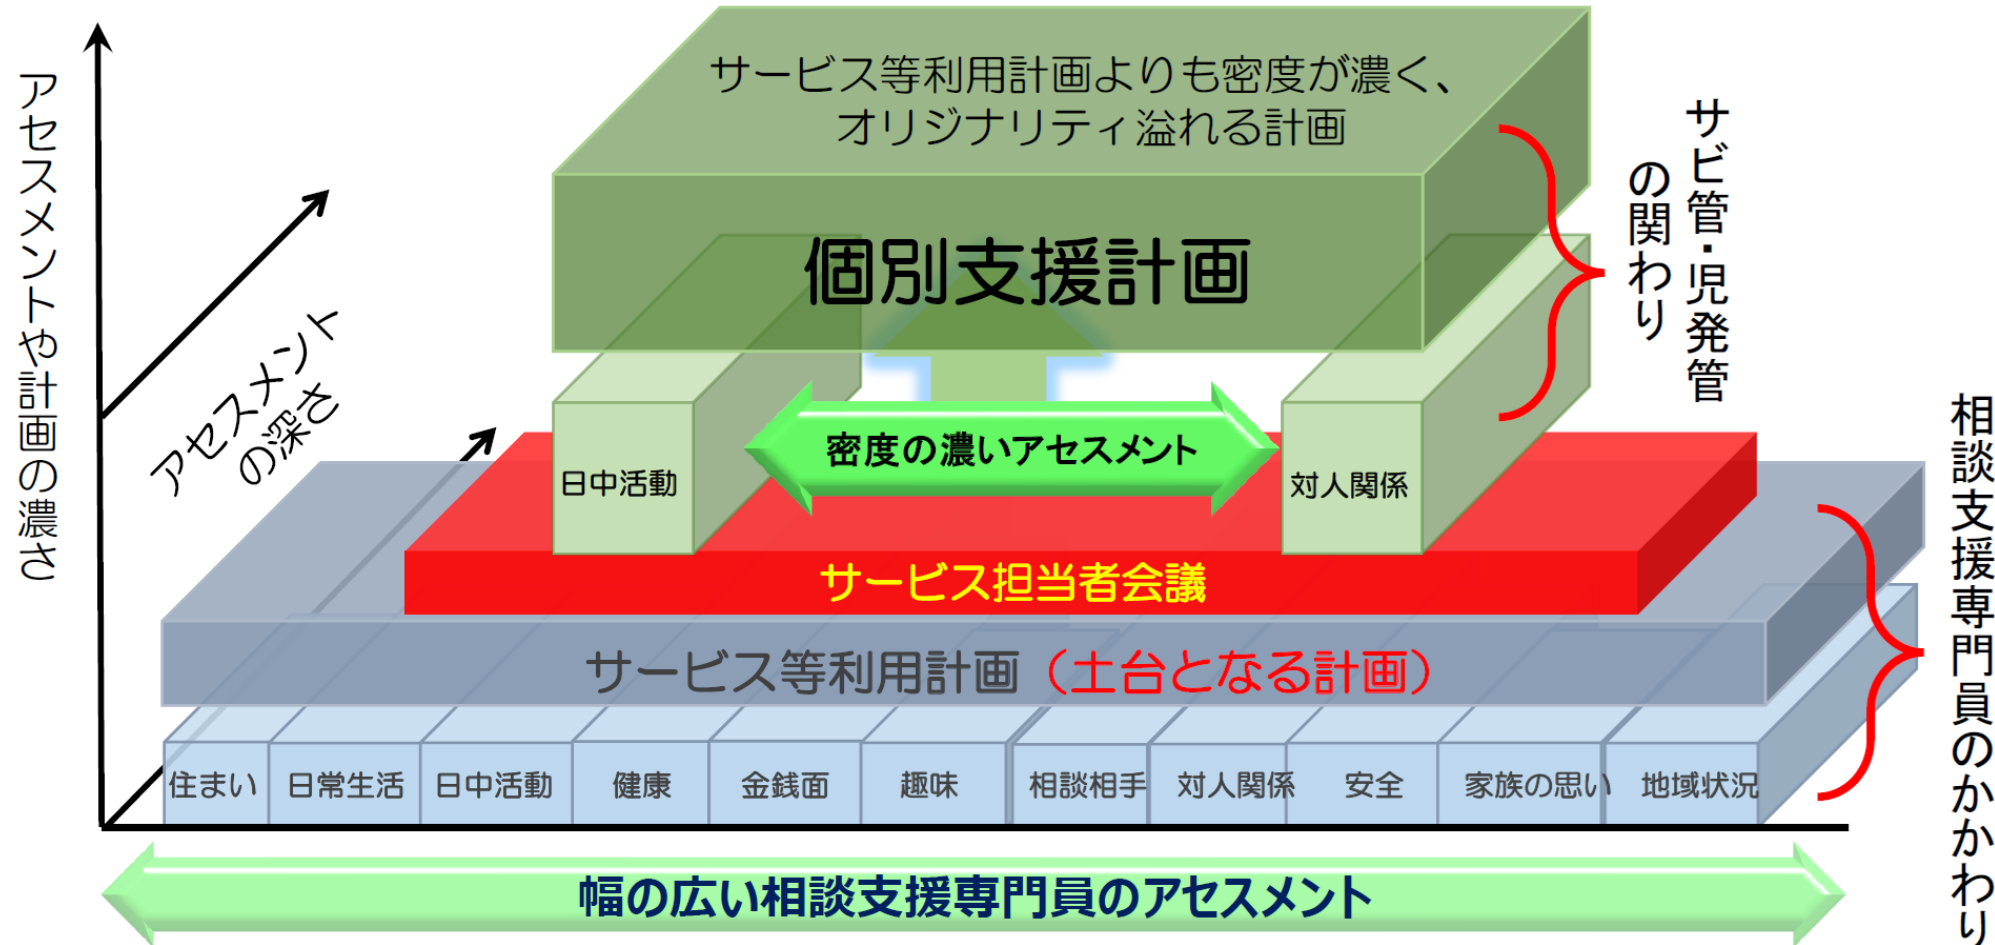 アセスメントや計画の濃さ
アセスメント
の深さ
サービス等利用計画よりも密度が濃く、
オリジナリティ溢れる計画
個別支援計画
サビ管・児発管
の関わり
密度の濃いアセスメント
日中活動
対人関係
サービス担当者会議
サービス等利用計画（土台となる計画）
相談支援専門員のかかわり
住まい
日常生活
日中活動
健康
金銭面
趣味
相談相手
対人関係
安全
家族の思い
地域状況
幅の広い相談支援専門員のアセスメント